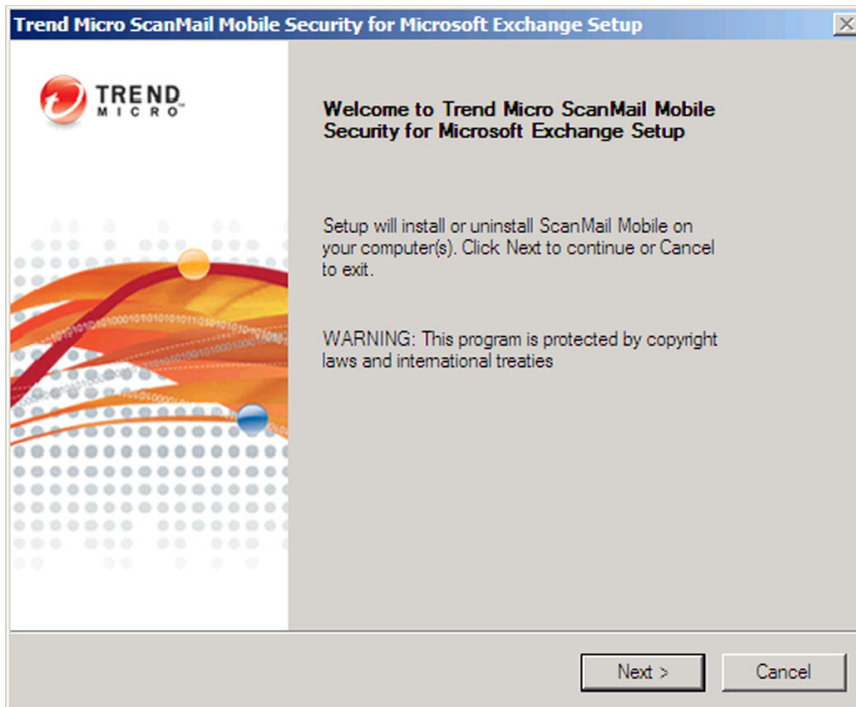 Trend Micro ScanMail Mobile Security for Microsoft Exchange Setup
TREND
MICRO™
Welcome to Trend Micro ScanMail Mobile
Security for Microsoft Exchange Setup
Setup will install or uninstall ScanMail Mobile on
your computer(s). Click Next to continue or Cancel
to exit.
WARNING: This program is protected by copyright
laws and international treaties
Next >
Cancel